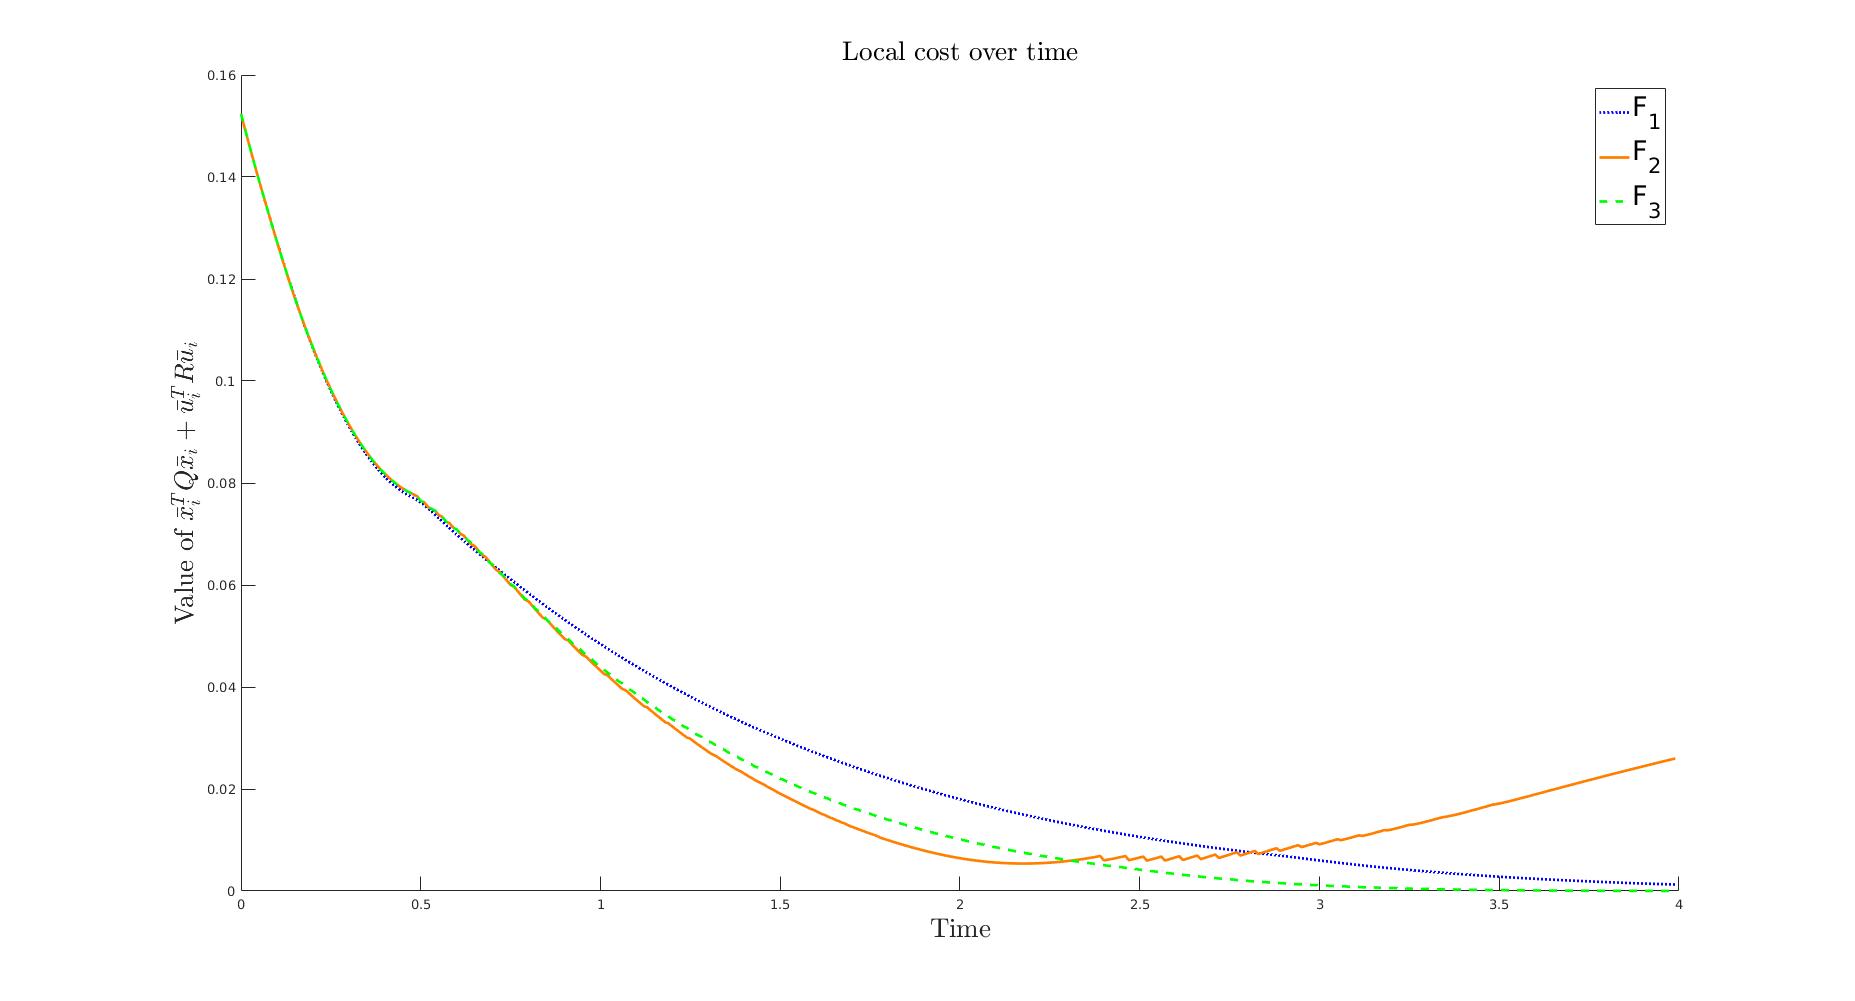 Local cost over time
0.16
0.14
0.12
0.1
0.08
0.06
0.04
0.02
0
Value of x̄ᵢᵀQx̄ᵢ + ūᵢᵀRūᵢ
F₁
F₂
F₃
0 0.5 1 1.5 2 2.5 3 3.5 4
Time